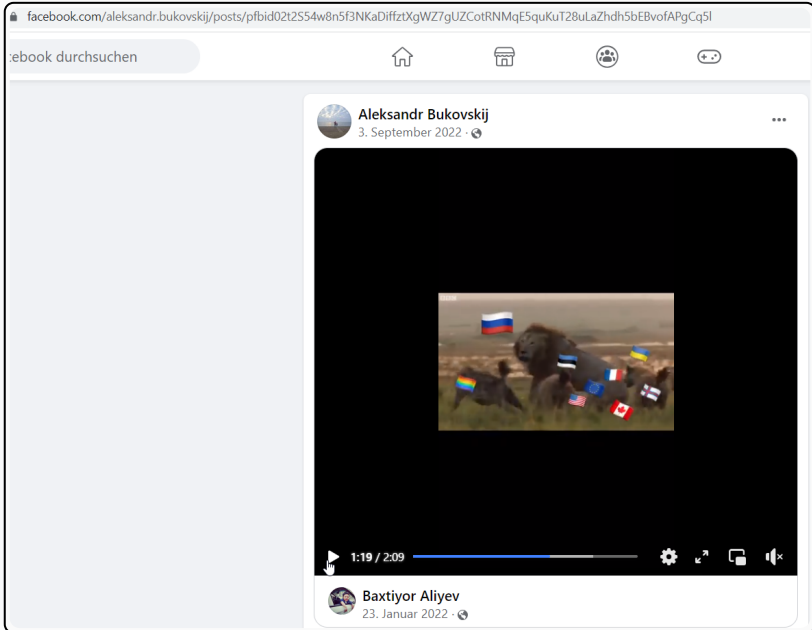 facebook.com/aleksandr.bukovskij/posts/pfbid02t2S54w8n5f3NKaDiffztXgWZ7gUZCotRNMqE5quKuT28uLaZhdh5bEBvofAPgCq5l
cebook durchsuchen
Aleksandr Bukovskij
3. September 2022 ·
1:19 / 2:09
Baxtiyor Aliyev
23. Januar 2022 ·